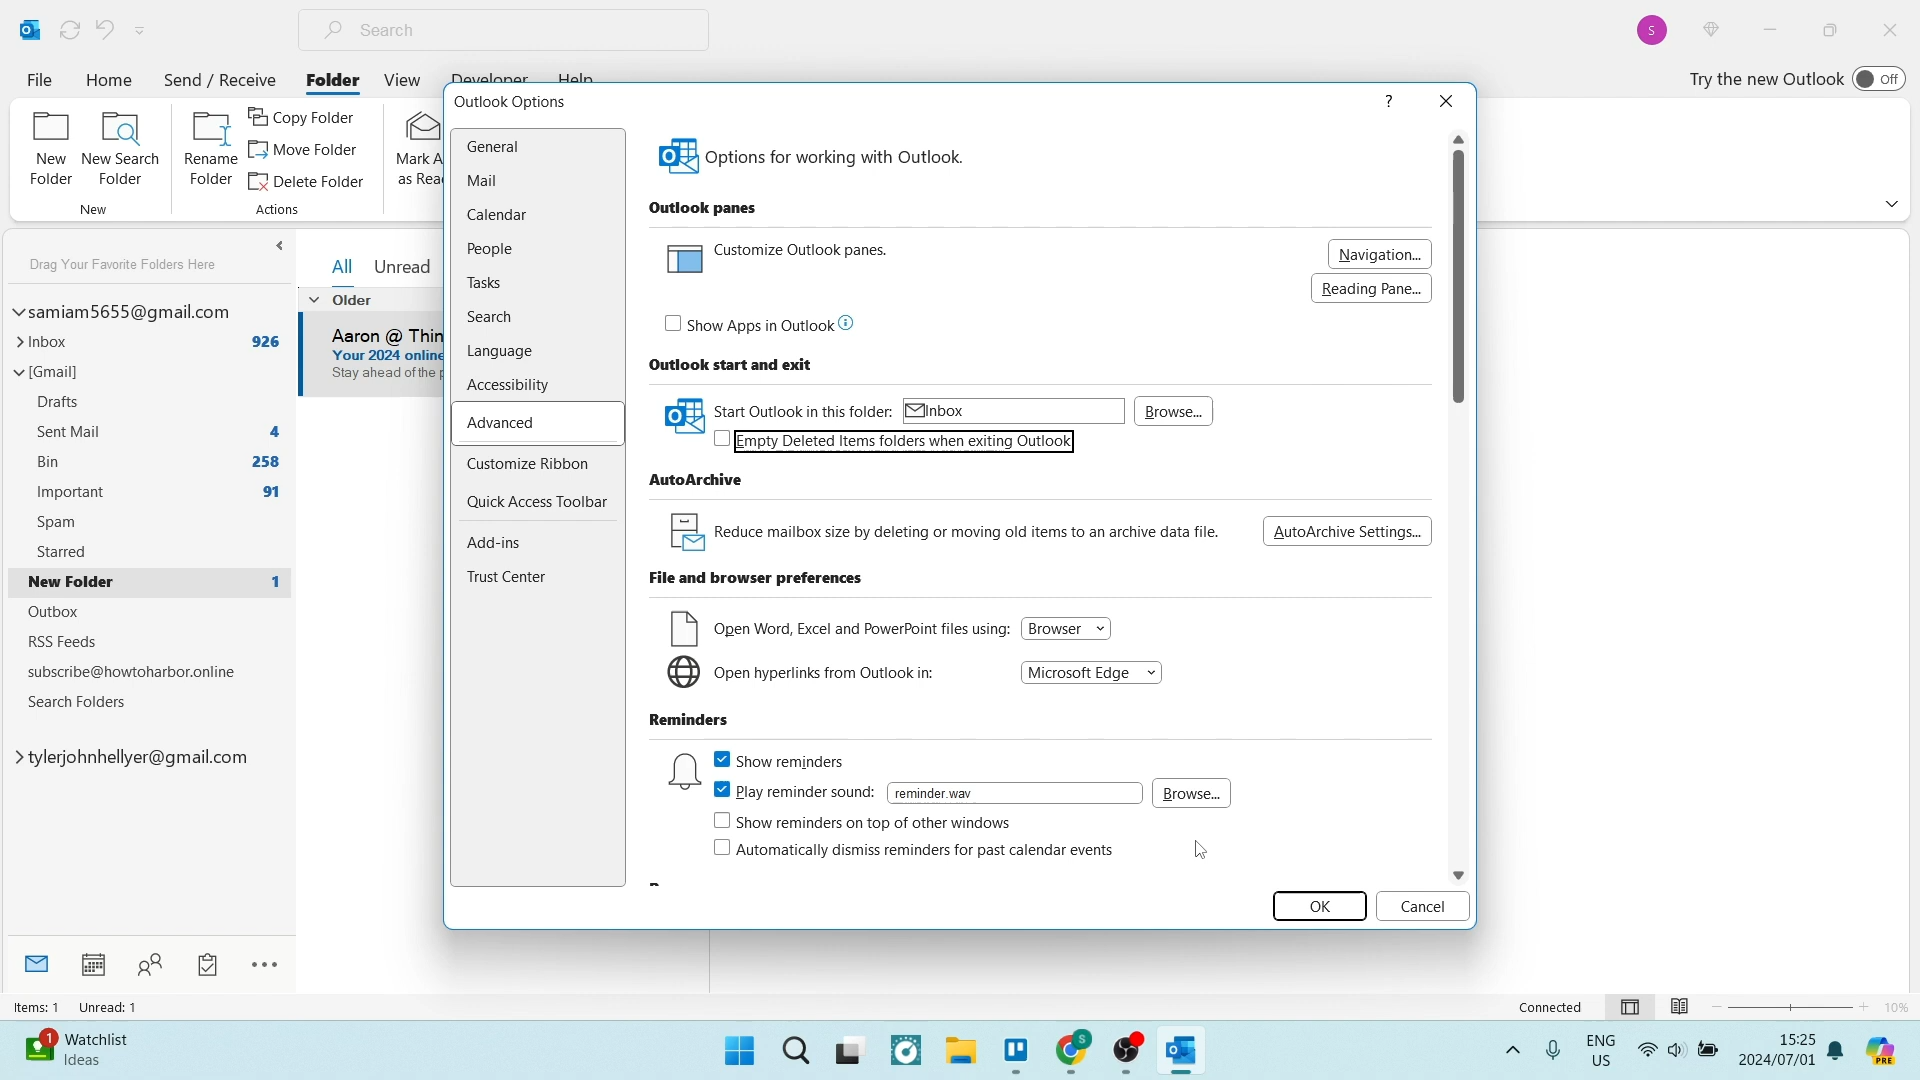 Search
S
File Home Send / Receive Folder View Developer Help
Try the new Outlook Off
New Folder
New Search Folder
New
Rename Folder
Copy Folder
Move Folder
Delete Folder
Actions
Mark A
as Rea
Drag Your Favorite Folders Here
samiam5655@gmail.com
Inbox 926
[Gmail]
Drafts
Sent Mail 4
Bin 258
Important 91
Spam
Starred
New Folder 1
Outbox
RSS Feeds
subscribe@howtoharbor.online
Search Folders
tylerjohnhellyer@gmail.com
Items: 1 Unread: 1
All Unread
Older
Aaron @ Thin
Your 2024 online
Stay ahead of the p
Outlook Options
?
General
Mail
Calendar
People
Tasks
Search
Language
Accessibility
Advanced
Customize Ribbon
Quick Access Toolbar
Add-ins
Trust Center
Options for working with Outlook.
Outlook panes
Customize Outlook panes.
Navigation...
Reading Pane...
Show Apps in Outlook
Outlook start and exit
Start Outlook in this folder: Inbox Browse...
Empty Deleted Items folders when exiting Outlook
AutoArchive
Reduce mailbox size by deleting or moving old items to an archive data file. AutoArchive Settings...
File and browser preferences
Open Word, Excel and PowerPoint files using: Browser
Open hyperlinks from Outlook in: Microsoft Edge
Reminders
Show reminders
Play reminder sound: reminder.wav Browse...
Show reminders on top of other windows
Automatically dismiss reminders for past calendar events
OK Cancel
Connected
10%
1
Watchlist
Ideas
S
ENG
US
15:25
2024/07/01
PRE